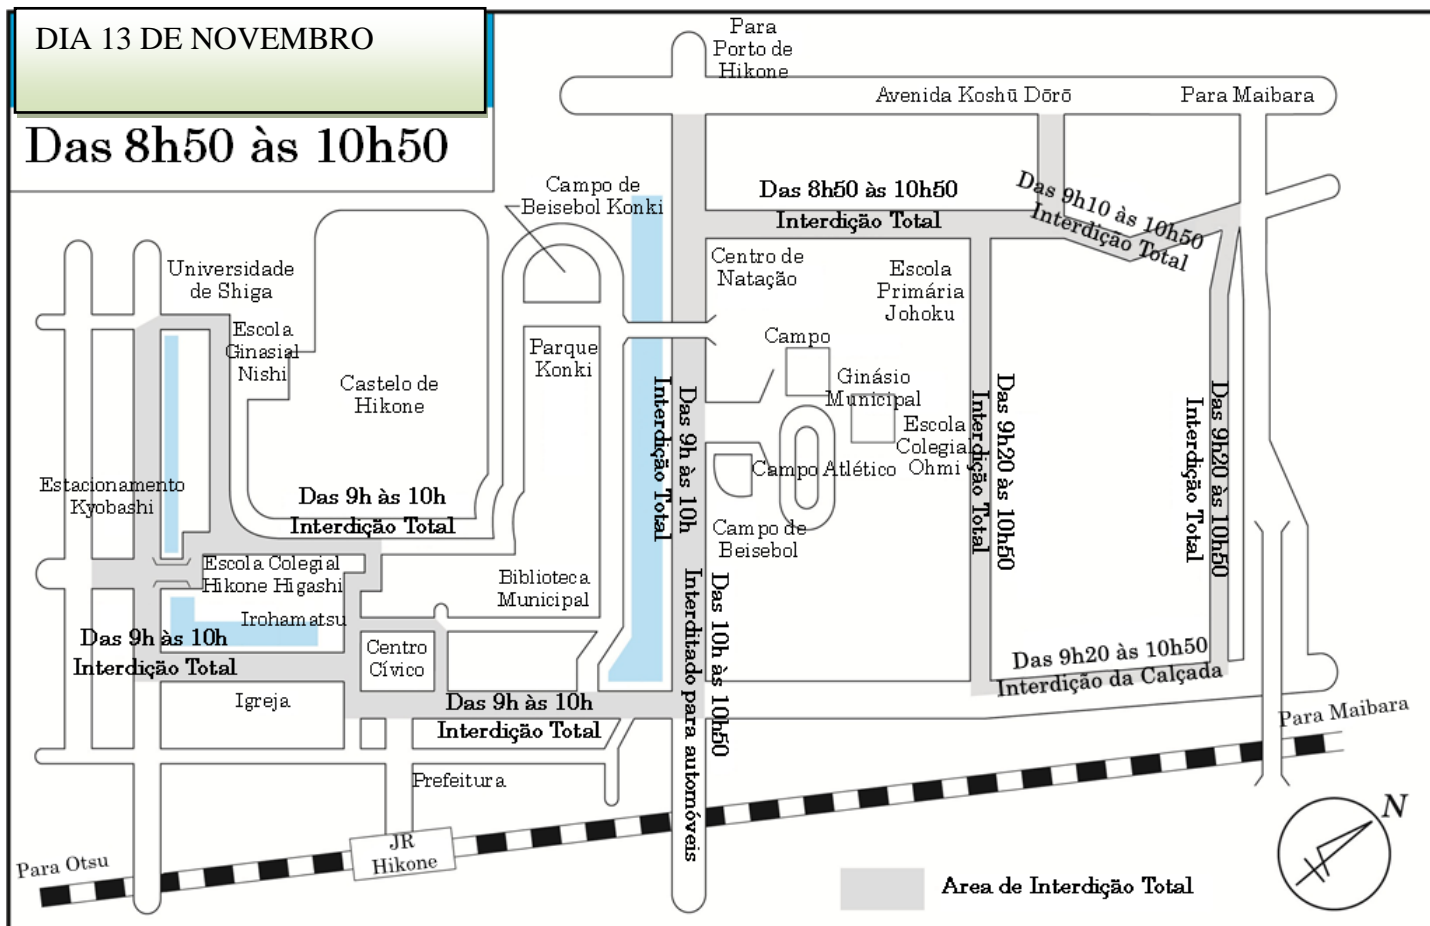 DIA 13 DE NOVEMBRO
Das 8h50 às 10h50
Para
Porto de
Hikone
Avenida Koshū Dōrō
Para Maibara
Campo de
Beisebol Konki
Das 8h50 às 10h50
Interdição Total
Das 9h10 às 10h50
Interdição Total
Universidade
de Shiga
Centro de
Natação
Escola
Primária
Johoku
Escola
Ginasial
Nishi
Castelo de
Hikone
Parque
Konki
Campo
Ginásio
Municipal
Escola
Colegial
Ohmi
Campo Atlético
Das 9h às 10h
Interdição Total
Das 9h20 às 10h50
Interdição Total
Das 9h20 às 10h50
Interdição Total
Estacionamento
Kyobashi
Das 9h às 10h
Interdição Total
Campo de
Beisebol
Escola Colegial
Hikone Higashi
Biblioteca
Municipal
Irohamatsu
Das 10h às 10h50
Interditado para automóveis
Das 9h às 10h
Interdição Total
Centro
Cívico
Das 9h20 às 10h50
Interdição da Calçada
Igreja
Das 9h às 10h
Interdição Total
Para Maibara
Prefeitura
JR
Hikone
Para Otsu
N
Area de Interdição Total